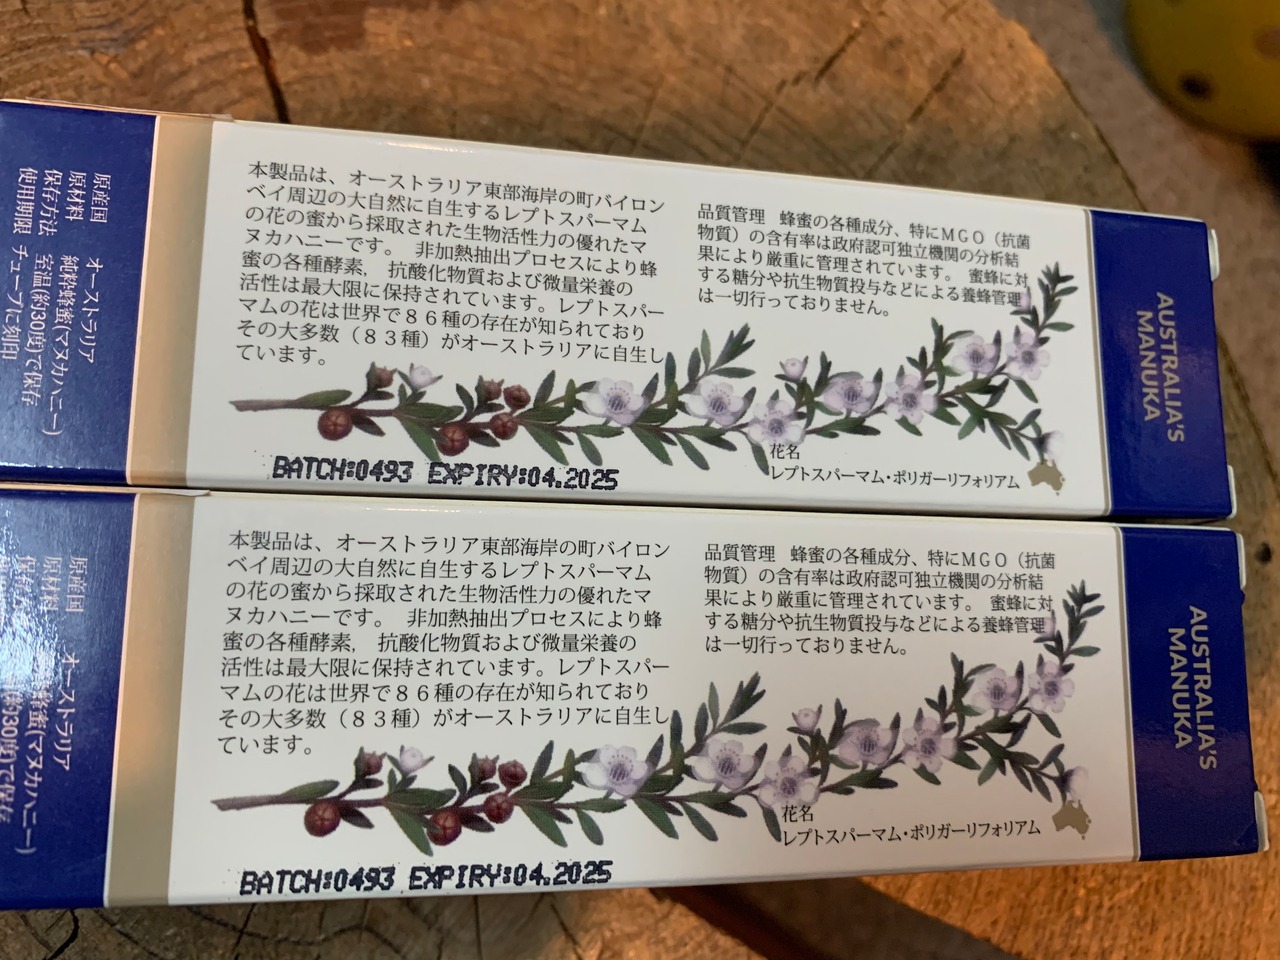 原産国 オーストラリア
原材料 純粋蜂蜜(マヌカハニー)
保存方法 室温(約30度)で保存
使用期限 チューブに刻印
本製品は、オーストラリア東部海岸の町バイロン
ベイ周辺の大自然に自生するレプトスパーマム
の花の蜜から採取された生物活性力の優れたマ
ヌカハニーです。 非加熱抽出プロセスにより蜂
蜜の各種酵素, 抗酸化物質および微量栄養の
活性は最大限に保持されています。レプトスパー
マムの花は世界で86種の存在が知られており
その大多数（83種）がオーストラリアに自生し
ています。
品質管理 蜂蜜の各種成分、特にMGO（抗菌
物質）の含有率は政府認可独立機関の分析結
果により厳重に管理されています。 蜜蜂に対
する糖分や抗生物質投与などによる養蜂管理
は一切行っておりません。
花名
レプトスパーマム・ポリガーリフォリアム
BATCH:0493 EXPIRY:04.2025
AUSTRALIA'S
MANUKA
原産国 オーストラリア
原材料 蜂蜜(マヌカハニー)
保存 30度)で保存
本製品は、オーストラリア東部海岸の町バイロン
ベイ周辺の大自然に自生するレプトスパーマム
の花の蜜から採取された生物活性力の優れたマ
ヌカハニーです。 非加熱抽出プロセスにより蜂
蜜の各種酵素, 抗酸化物質および微量栄養の
活性は最大限に保持されています。レプトスパー
マムの花は世界で86種の存在が知られており
その大多数（83種）がオーストラリアに自生し
ています。
品質管理 蜂蜜の各種成分、特にMGO（抗菌
物質）の含有率は政府認可独立機関の分析結
果により厳重に管理されています。 蜜蜂に対
する糖分や抗生物質投与などによる養蜂管理
は一切行っておりません。
花名
レプトスパーマム・ポリガーリフォリアム
BATCH:0493 EXPIRY:04.2025
AUSTRALIA'S
MANUKA